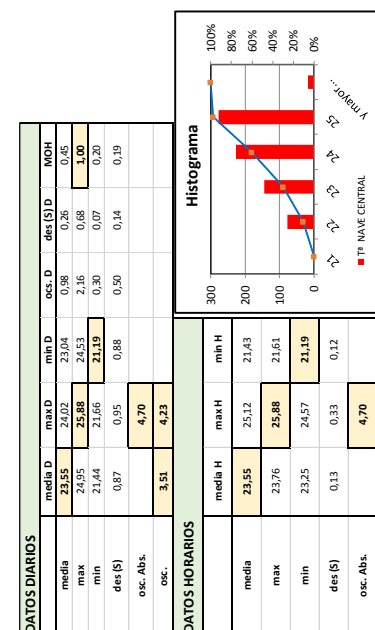 DATOS DIARIOS
media D max D min D ocs. D des (S) D MOH
media 23,55 24,02 23,04 0,98 0,26 0,45
max 24,95 25,88 24,53 2,16 0,68 1,00
min 21,44 21,66 21,19 0,30 0,07 0,20
des (S) 0,87 0,95 0,88 0,50 0,14 0,19
osc. Abs. 4,70
osc. 3,51 4,23
DATOS HORARIOS
media H max H min H
media 23,55 25,12 21,43
max 23,76 25,88 21,61
min 23,25 24,57 21,19
des (S) 0,13 0,33 0,12
osc. Abs. 4,70
Histograma
300 100%
80%
200 60%
100 40%
20%
0 0%
21 22 23 24 25 y mayor...
Tª NAVE CENTRAL